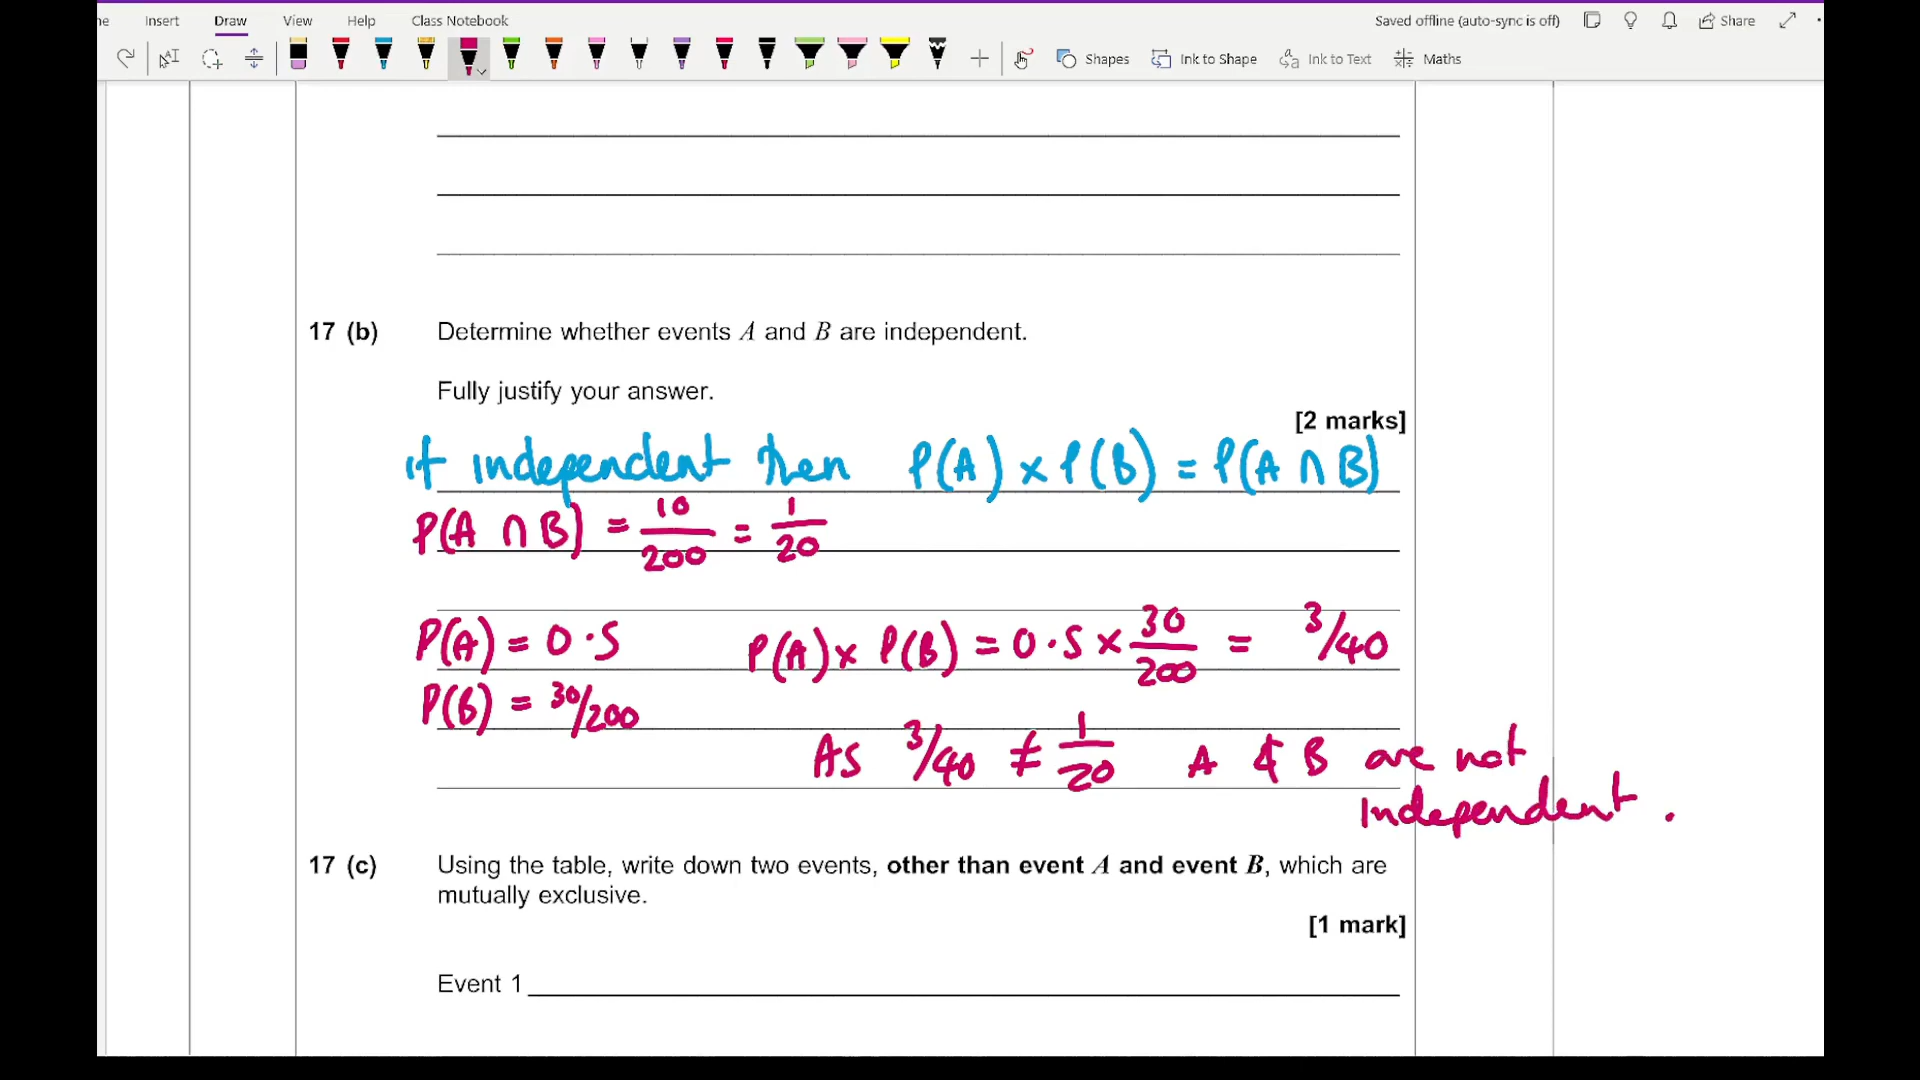 Insert Draw View Help Class Notebook Saved offline (auto-sync is off) Share
Shapes Ink to Shape Ink to Text Maths
17 (b) Determine whether events A and B are independent.
Fully justify your answer.
[2 marks]
if independent then P(A) × P(B) = P(A ∩ B)
P(A ∩ B) = 10/200 = 1/20
P(A) = 0.5 P(A) × P(B) = 0.5 × 30/200 = 3/40
P(B) = 30/200
As 3/40 ≠ 1/20 A & B are not
independent.
17 (c) Using the table, write down two events, other than event A and event B, which are
mutually exclusive.
[1 mark]
Event 1